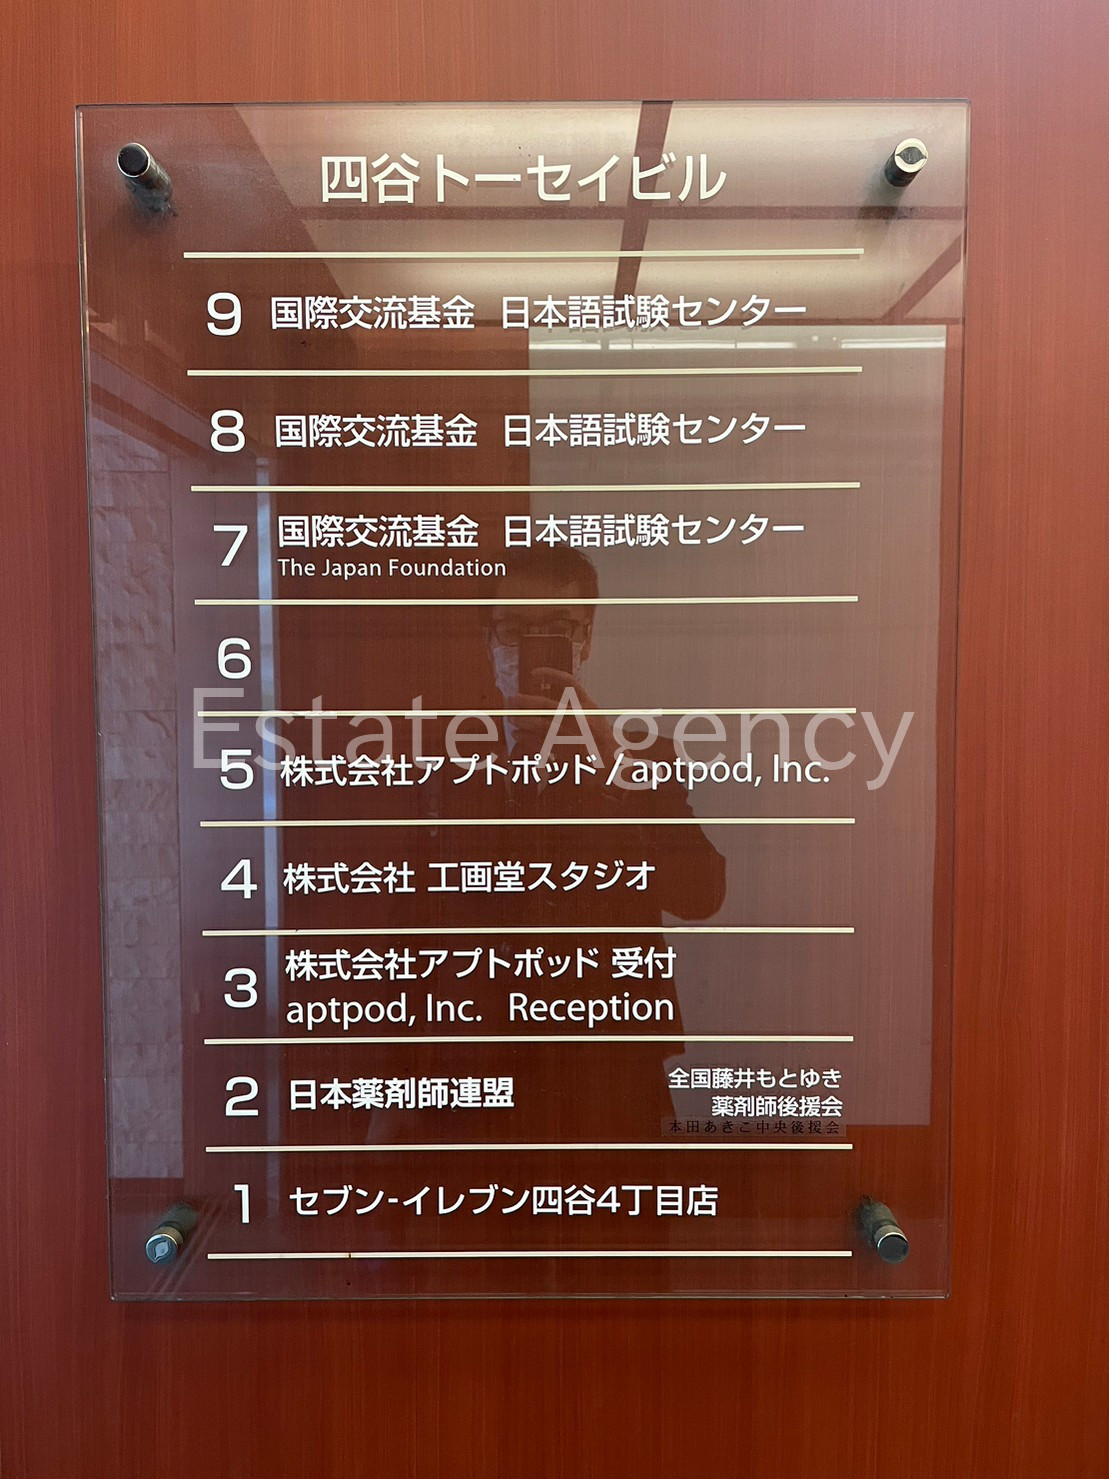 四谷トーセイビル
9 国際交流基金 日本語試験センター
8 国際交流基金 日本語試験センター
7 国際交流基金 日本語試験センター
The Japan Foundation
6
Estate Agency
5 株式会社アプトポッド / aptpod, Inc.
4 株式会社 工画堂スタジオ
3 株式会社アプトポッド 受付
aptpod, Inc. Reception
2 日本薬剤師連盟
全国藤井もとゆき
薬剤師後援会
本田あきこ中央後援会
1 セブン-イレブン四谷4丁目店